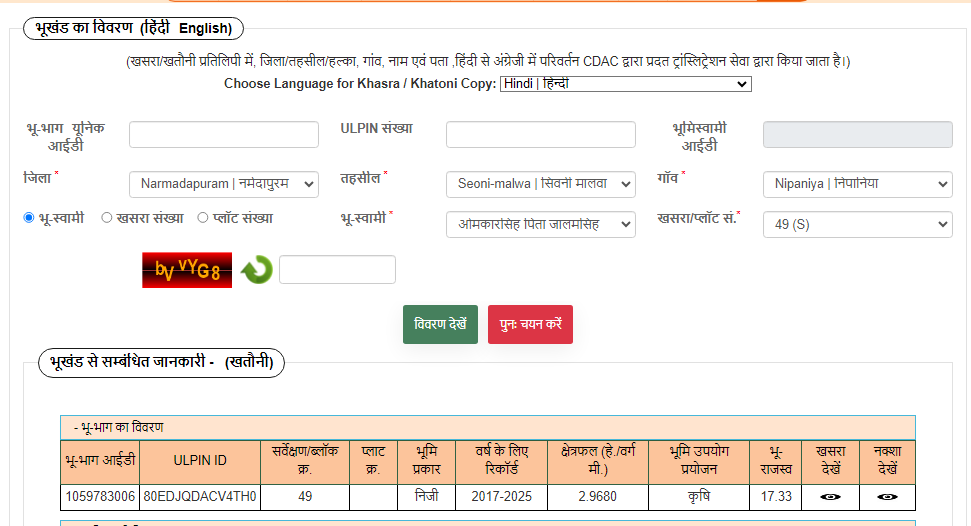 भूखंड का विवरण (हिंदी English)
(खसरा/खतौनी प्रतिलिपी में, जिला/तहसील/हल्का, गांव, नाम एवं पता ,हिंदी से अंग्रेजी में परिवर्तन CDAC द्वारा प्रदत ट्रांस्लिट्रेशन सेवा द्वारा किया जाता है।)
Choose Language for Khasra / Khatoni Copy: Hindi | हिन्दी
भू-भाग यूनिक आईडी
ULPIN संख्या
भूमिस्वामी आईडी
जिला * Narmadapuram | नर्मदापुरम
तहसील * Seoni-malwa | सिवनी मालवा
गाँव * Nipaniya | निपानिया
भू-स्वामी खसरा संख्या प्लॉट संख्या
भू-स्वामी * ओमकारसिंह पिता जालमसिंह
खसरा/प्लॉट सं.* 49 (S)
by VYG8
विवरण देखें पुनः चयन करें
भूखंड से सम्बंधित जानकारी - (खतौनी)
- भू-भाग का विवरण
भू-भाग आईडी ULPIN ID सर्वेक्षण/ब्लॉक क्र. प्लाट क्र. भूमि प्रकार वर्ष के लिए रिकॉर्ड क्षेत्रफल (हे./वर्ग मी.) भूमि उपयोग प्रयोजन भू-राजस्व खसरा देखें नक्शा देखें
1059783006 80EDJQDACV4TH0 49 निजी 2017-2025 2.9680 कृषि 17.33